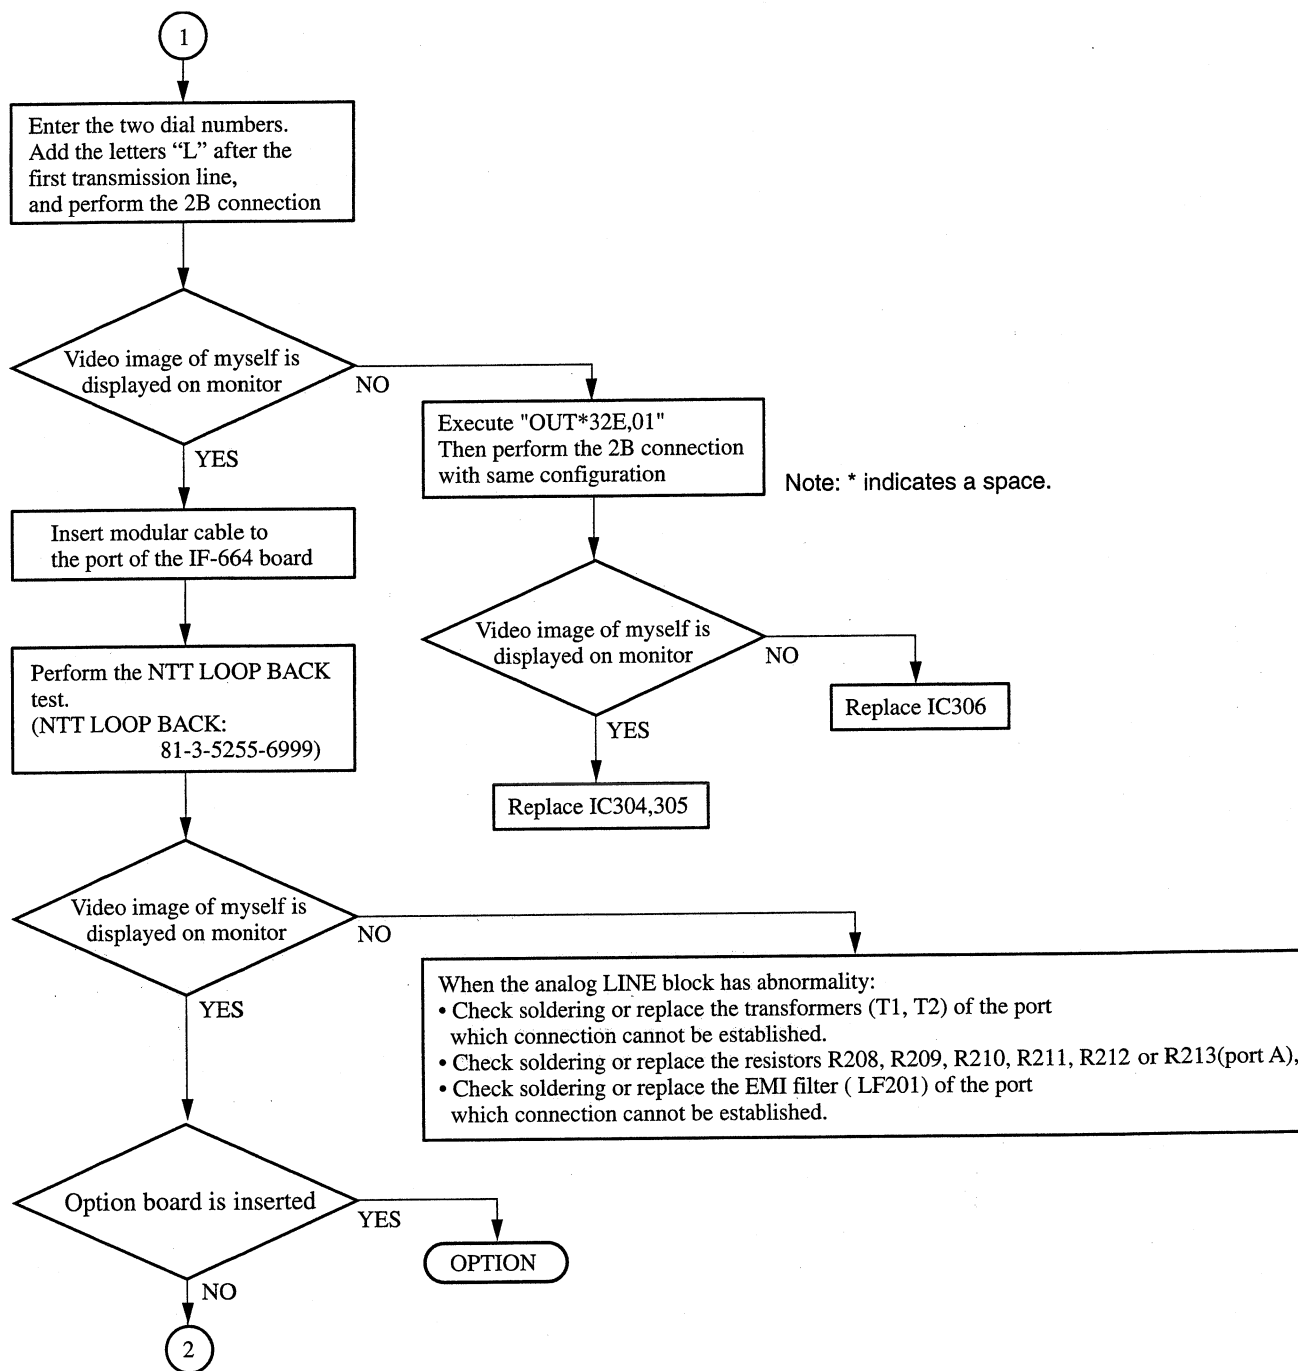 1
Enter the two dial numbers.
Add the letters “L” after the
first transmission line,
and perform the 2B connection
Video image of myself is
displayed on monitor
NO
YES
Execute "OUT*32E,01"
Then perform the 2B connection
with same configuration
Note: * indicates a space.
Insert modular cable to
the port of the IF-664 board
Video image of myself is
displayed on monitor
NO
YES
Replace IC306
Replace IC304,305
Perform the NTT LOOP BACK
test.
(NTT LOOP BACK:
81-3-5255-6999)
Video image of myself is
displayed on monitor
NO
YES
When the analog LINE block has abnormality:
• Check soldering or replace the transformers (T1, T2) of the port
which connection cannot be established.
• Check soldering or replace the resistors R208, R209, R210, R211, R212 or R213(port A),
• Check soldering or replace the EMI filter ( LF201) of the port
which connection cannot be established.
Option board is inserted
YES
OPTION
NO
2